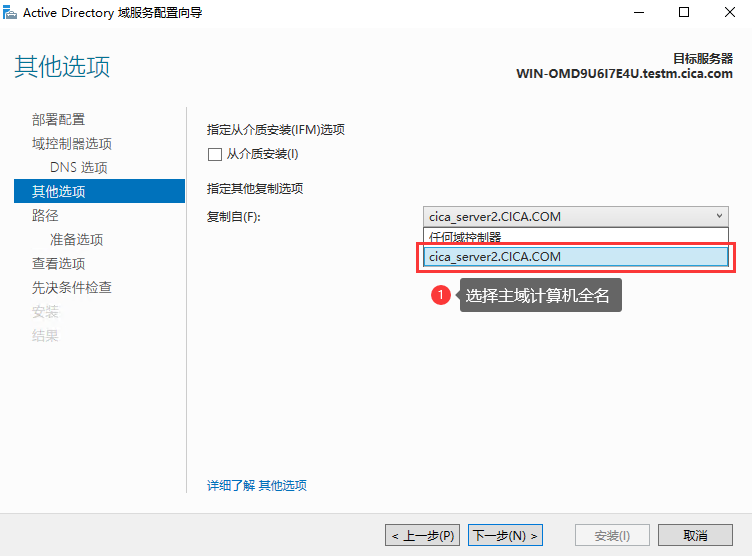 Active Directory 域服务配置向导
其他选项
目标服务器
WIN-OMD9U6I7E4U.testm.cica.com
部署配置
域控制器选项
DNS 选项
其他选项
路径
准备选项
查看选项
先决条件检查
安装
结果
指定从介质安装(IFM)选项
从介质安装(I)
指定其他复制选项
复制自(F):
cica_server2.CICA.COM
任何域控制器
cica_server2.CICA.COM
1 选择主域计算机全名
详细了解 其他选项
< 上一步(P)
下一步(N) >
安装(I)
取消